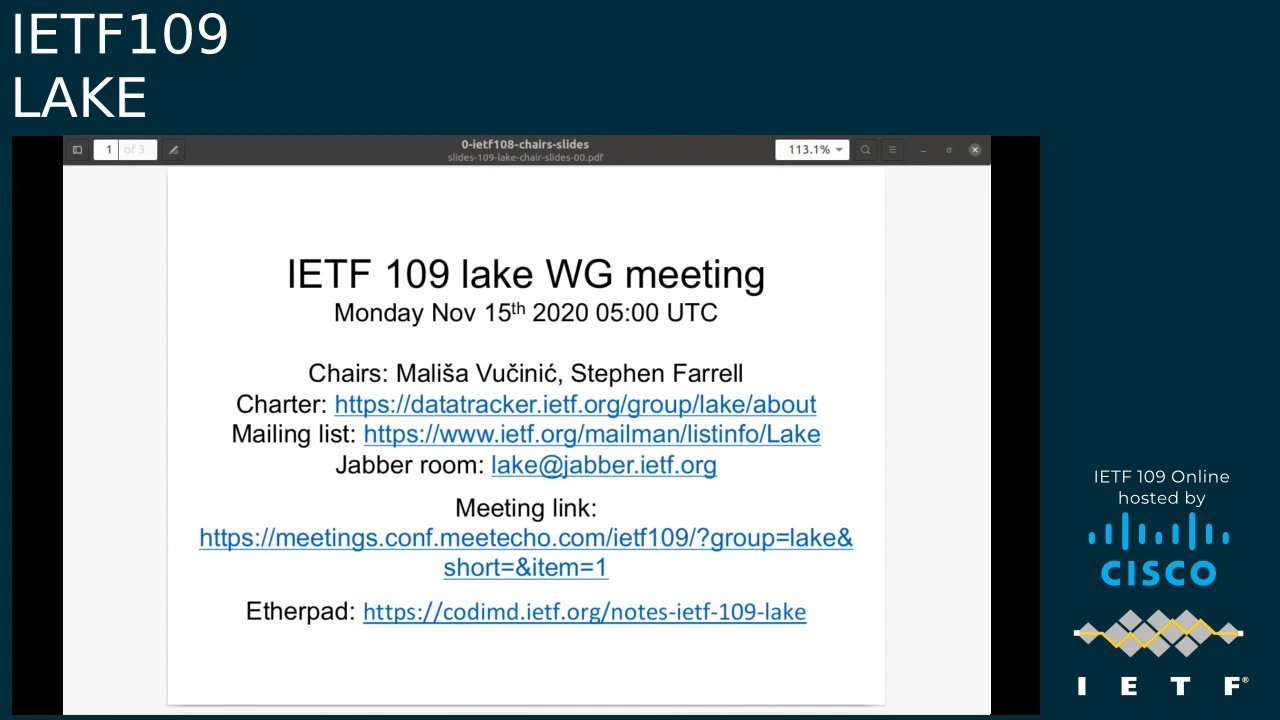 IETF109
LAKE
1 of 3
0-ietf108-chairs-slides
slides-109-lake-chair-slides-00.pdf
113.1%
IETF 109 lake WG meeting
Monday Nov 15th 2020 05:00 UTC
Chairs: Mališa Vučinić, Stephen Farrell
Charter: https://datatracker.ietf.org/group/lake/about
Mailing list: https://www.ietf.org/mailman/listinfo/Lake
Jabber room: lake@jabber.ietf.org
Meeting link:
https://meetings.conf.meetecho.com/ietf109/?group=lake&
short=&item=1
Etherpad: https://codimd.ietf.org/notes-ietf-109-lake
IETF 109 Online
hosted by
CISCO
I E T F®